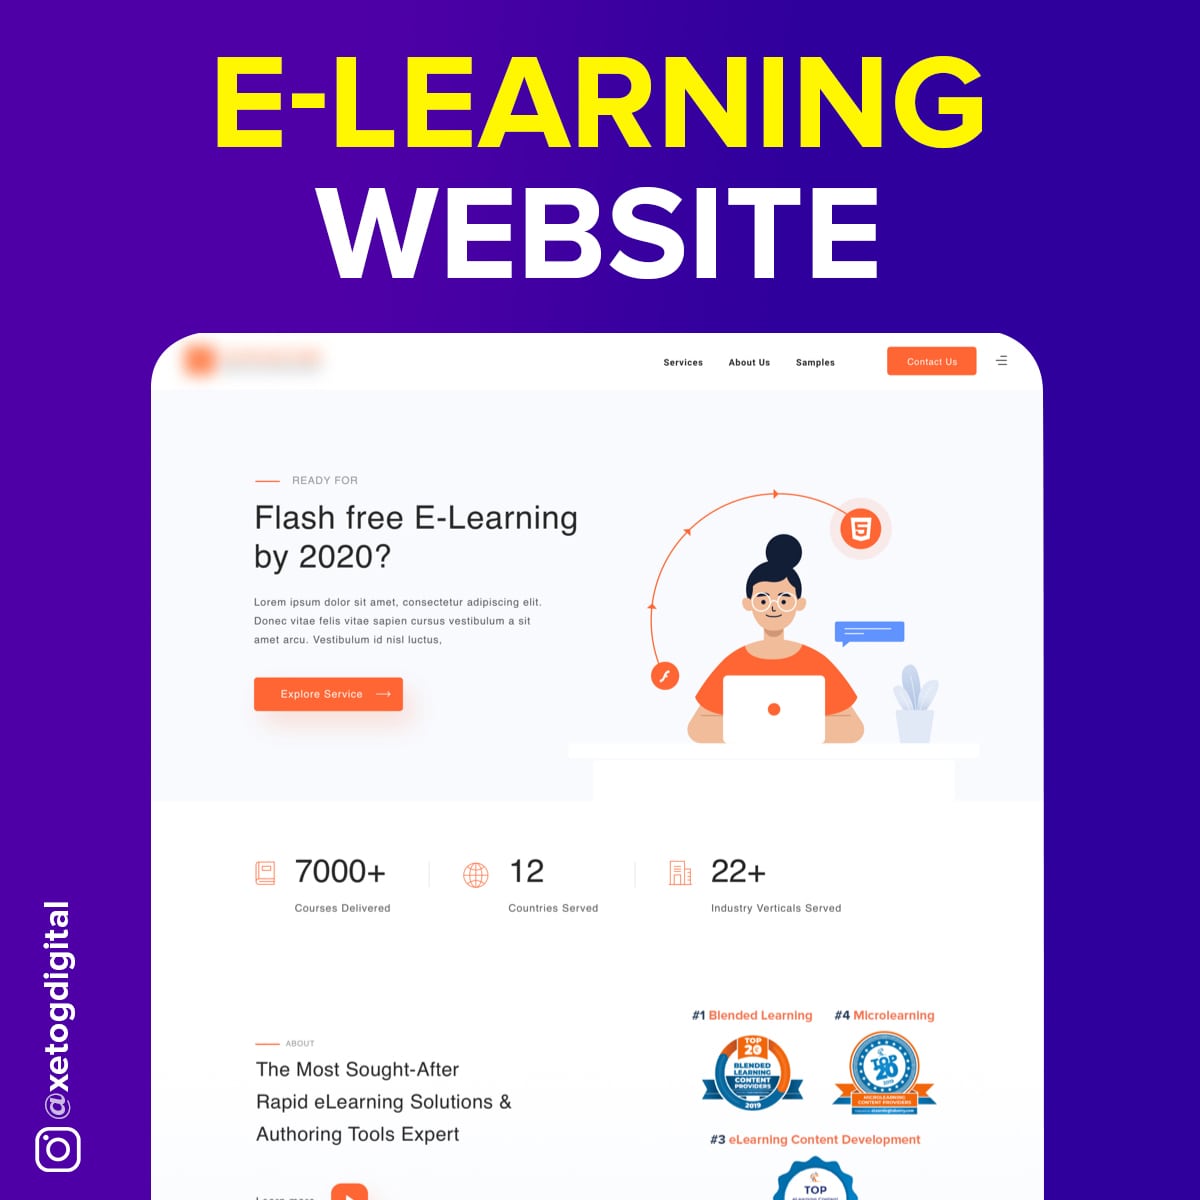 E-LEARNING
WEBSITE
Services
About Us
Samples
Contact Us
READY FOR
Flash free E-Learning
by 2020?
Lorem ipsum dolor sit amet, consectetur adipiscing elit.
Donec vitae felis vitae sapien cursus vestibulum a sit
amet arcu. Vestibulum id nisl luctus,
Explore Service
7000+
Courses Delivered
12
Countries Served
22+
Industry Verticals Served
ABOUT
The Most Sought-After
Rapid eLearning Solutions &
Authoring Tools Expert
#1 Blended Learning
TOP
20
BLENDED
LEARNING
CONTENT
PROVIDERS
2019
#4 Microlearning
TOP
20
2019
MICROLEARNING
CONTENT PROVIDERS
#3 eLearning Content Development
TOP
eLearning Content
@xetogdigital